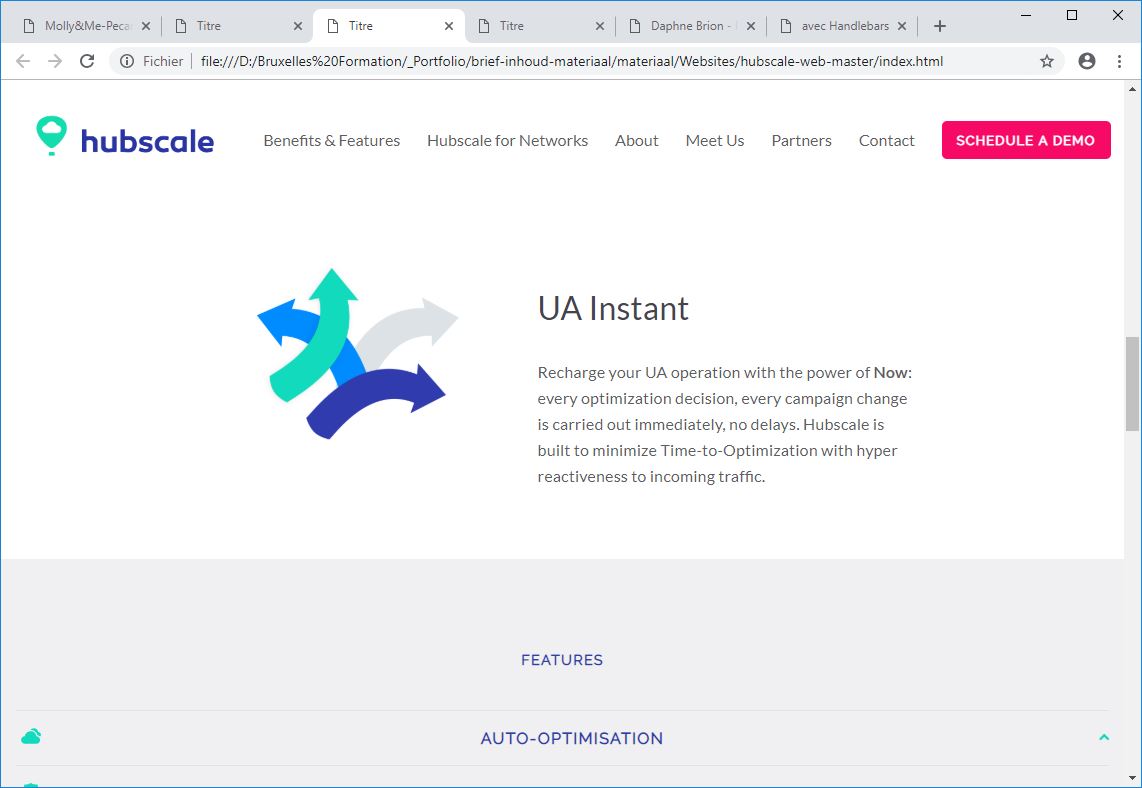 Molly&Me-Peca
Titre
Titre
Titre
Daphne Brion -
avec Handlebars
Fichier
file:///D:/Bruxelles%20Formation/_Portfolio/brief-inhoud-materiaal/materiaal/Websites/hubscale-web-master/index.html
hubscale
Benefits & Features
Hubscale for Networks
About
Meet Us
Partners
Contact
SCHEDULE A DEMO
UA Instant
Recharge your UA operation with the power of Now:
every optimization decision, every campaign change
is carried out immediately, no delays. Hubscale is
built to minimize Time-to-Optimization with hyper
reactiveness to incoming traffic.
FEATURES
AUTO-OPTIMISATION